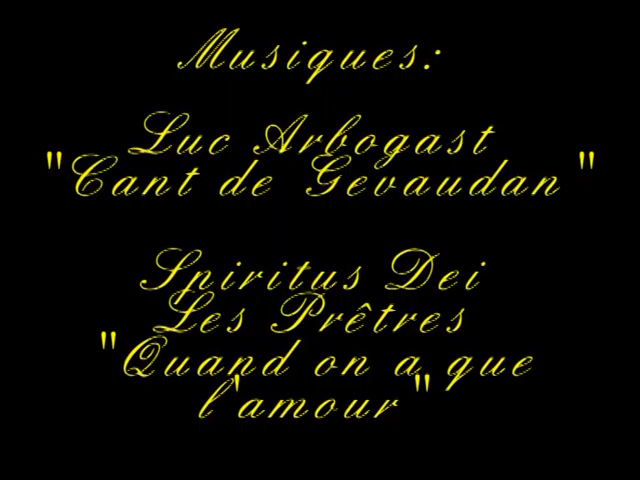 Musiques:
Luc Arbogast
"Cant de Gevaudan "
Spiritus Dei
Les Prêtres
"Quand on a que
l'amour"